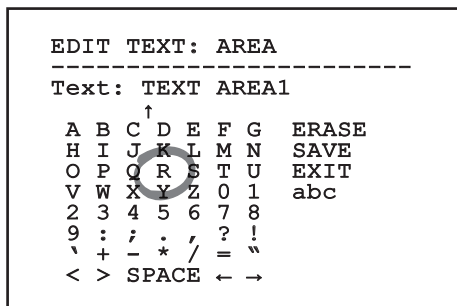 EDIT TEXT: AREA
------------------------
Text: TEXT AREA1
↑
A B C D E F G ERASE
H I J K L M N SAVE
O P Q R S T U EXIT
V W X Y Z 0 1 abc
2 3 4 5 6 7 8
9 : ; . , ? !
‛ + - * / = ‟
< > SPACE ← →